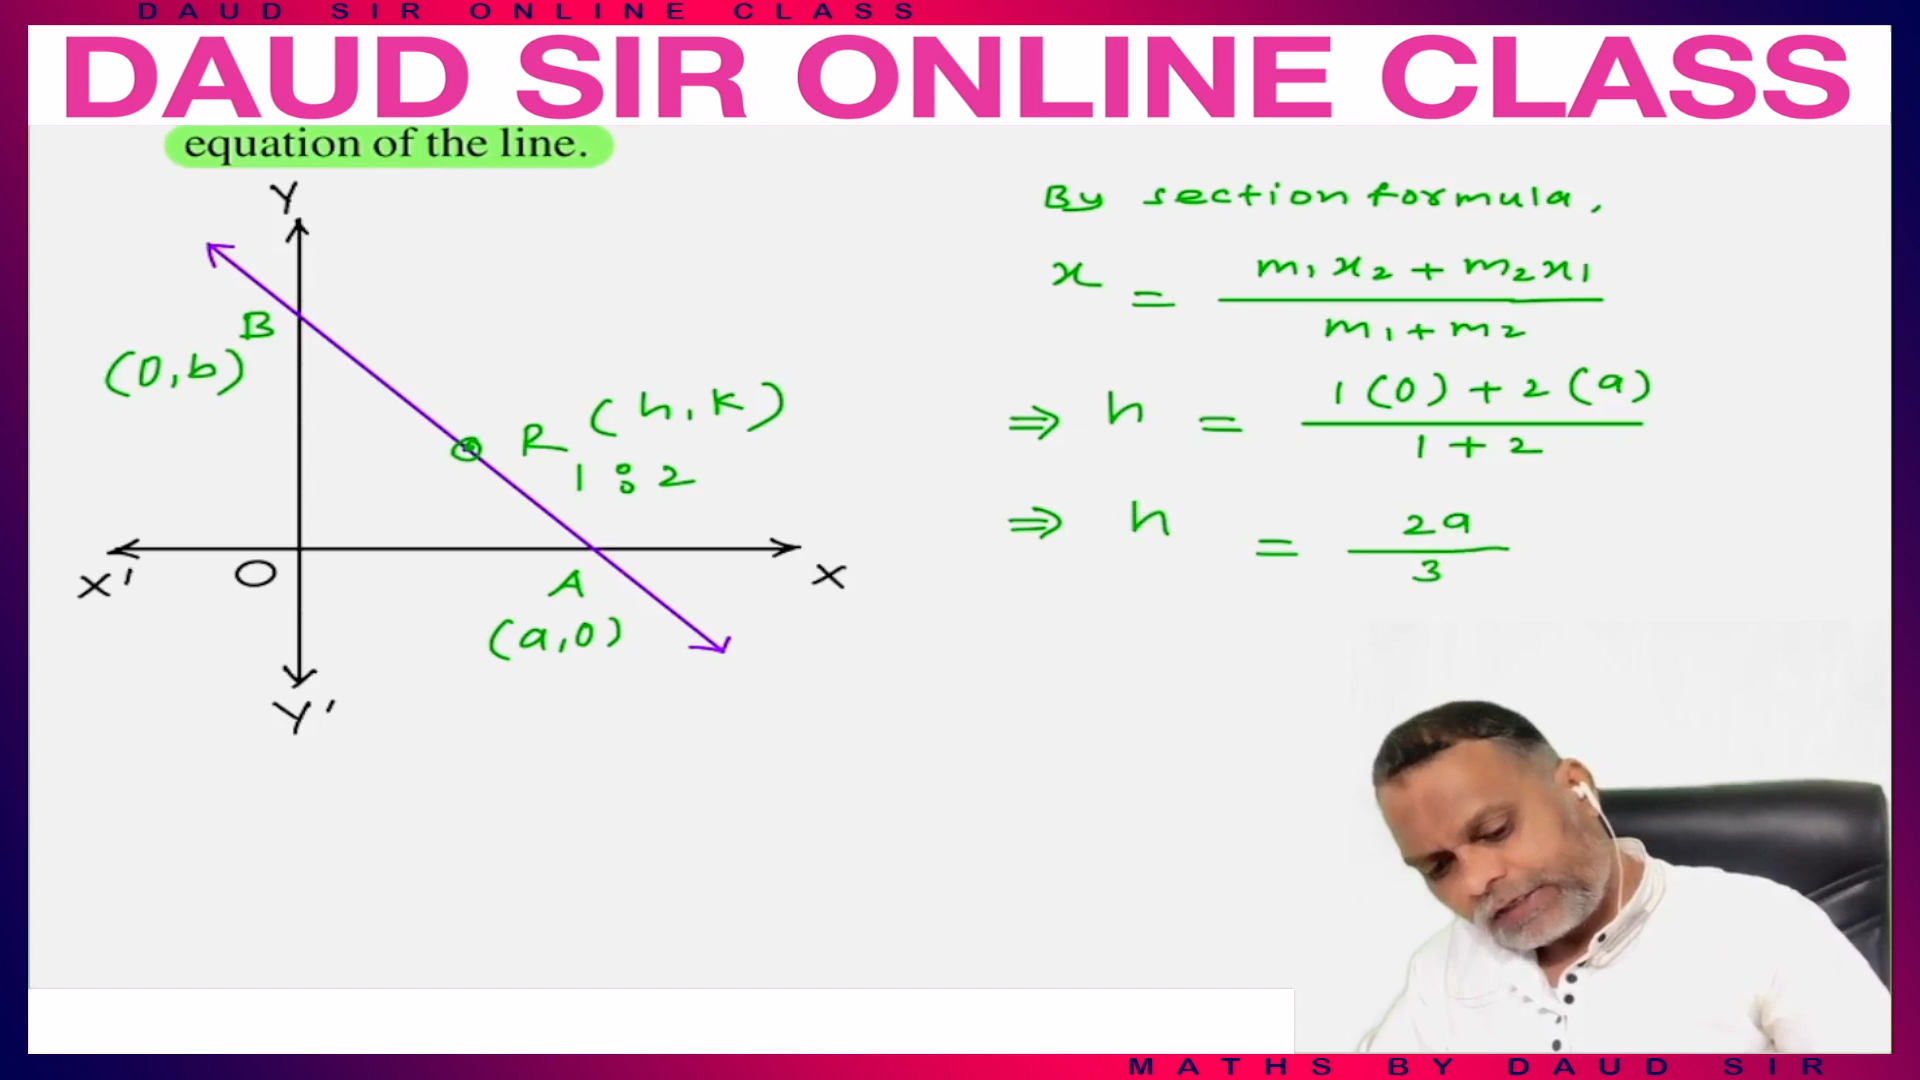 DAUD SIR ONLINE CLASS
DAUD SIR ONLINE CLASS
equation of the line.
Y
B
(0,b)
R (h,k)
1 : 2
X' O A X
(a,0)
Y'
By section formula,
x = m₁x₂ + m₂x₁ / m₁ + m₂
⇒ h = 1(0) + 2(a) / 1 + 2
⇒ h = 2a / 3
MATHS BY DAUD SIR